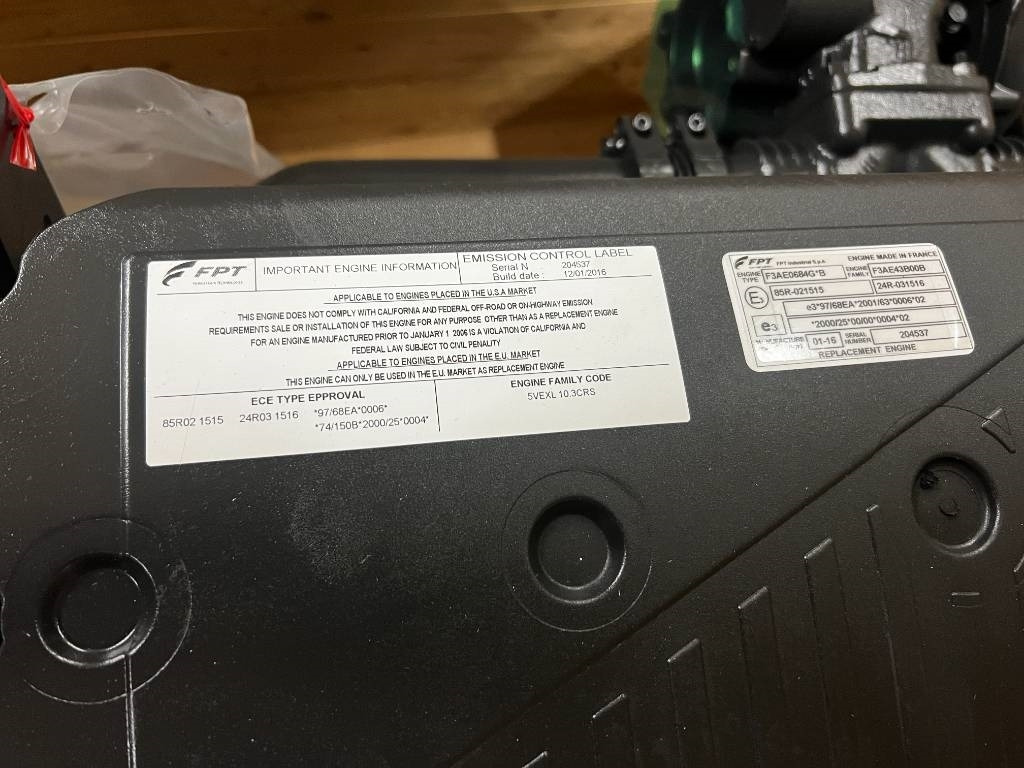 FPT
POWERTRAIN TECHNOLOGIES
IMPORTANT ENGINE INFORMATION
EMISSION CONTROL LABEL
Serial N 204537
Build date : 12/01/2016
APPLICABLE TO ENGINES PLACED IN THE U.S.A MARKET
THIS ENGINE DOES NOT COMPLY WITH CALIFORNIA AND FEDERAL OFF-ROAD OR ON-HIGHWAY EMISSION
REQUIREMENTS SALE OR INSTALLATION OF THIS ENGINE FOR ANY PURPOSE OTHER THAN AS A REPLACEMENT ENGINE
FOR AN ENGINE MANUFACTURED PRIOR TO JANUARY 1 2006 IS A VIOLATION OF CALIFORNIA AND
FEDERAL LAW SUBJECT TO CIVIL PENALITY
APPLICABLE TO ENGINES PLACED IN THE E.U. MARKET
THIS ENGINE CAN ONLY BE USED IN THE E.U. MARKET AS REPLACEMENT ENGINE
ECE TYPE EPPROVAL
85R02 1515 24R03 1516 *97/68EA*0006*
*74/150B*2000/25*0004*
ENGINE FAMILY CODE
5VEXL 10.3CRS
FPT FPT Industrial S.p.A. ENGINE MADE IN FRANCE
ENGINE TYPE F3AE0684G*B ENGINE FAMILY F3AE43B00B
E3 85R-021515 24R-031516
e3*97/68EA*2001/63*0006*02
e3 *2000/25*00/00*0004*02
01-16 SERIAL NUMBER 204537
REPLACEMENT ENGINE